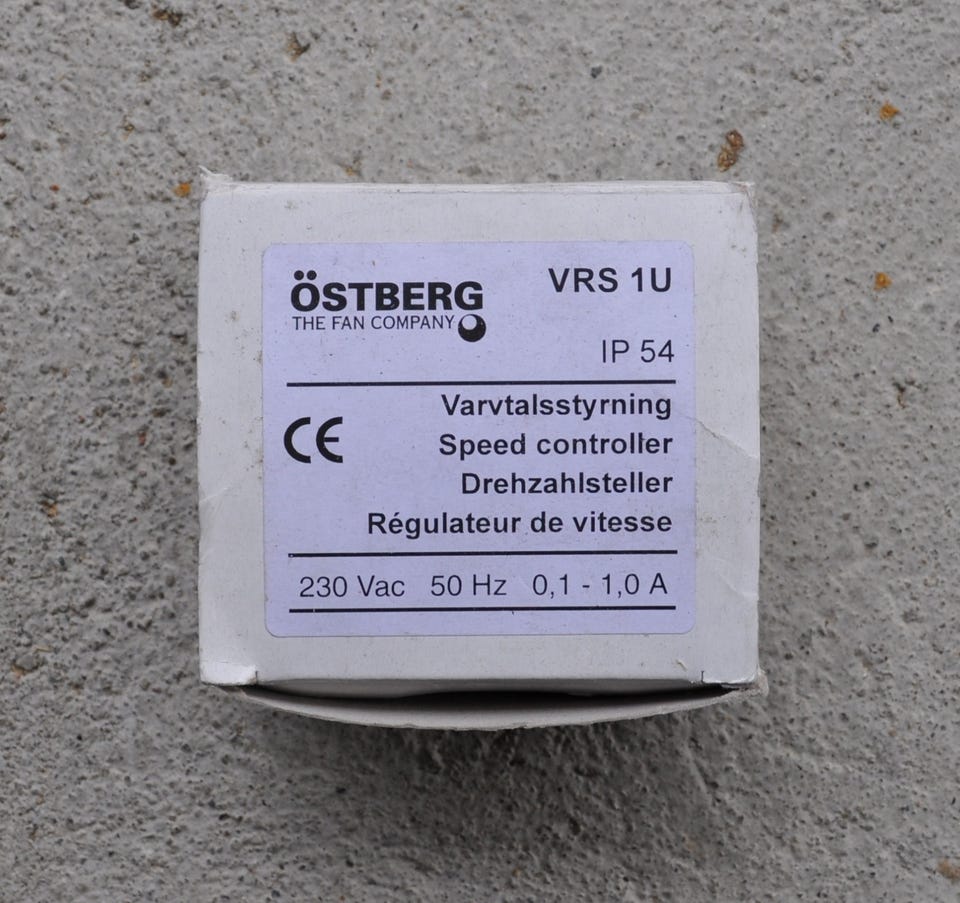 ÖSTBERG
THE FAN COMPANY
VRS 1U
IP 54
CE
Varvtalsstyrning
Speed controller
Drehzahlsteller
Régulateur de vitesse
230 Vac 50 Hz 0,1 - 1,0 A